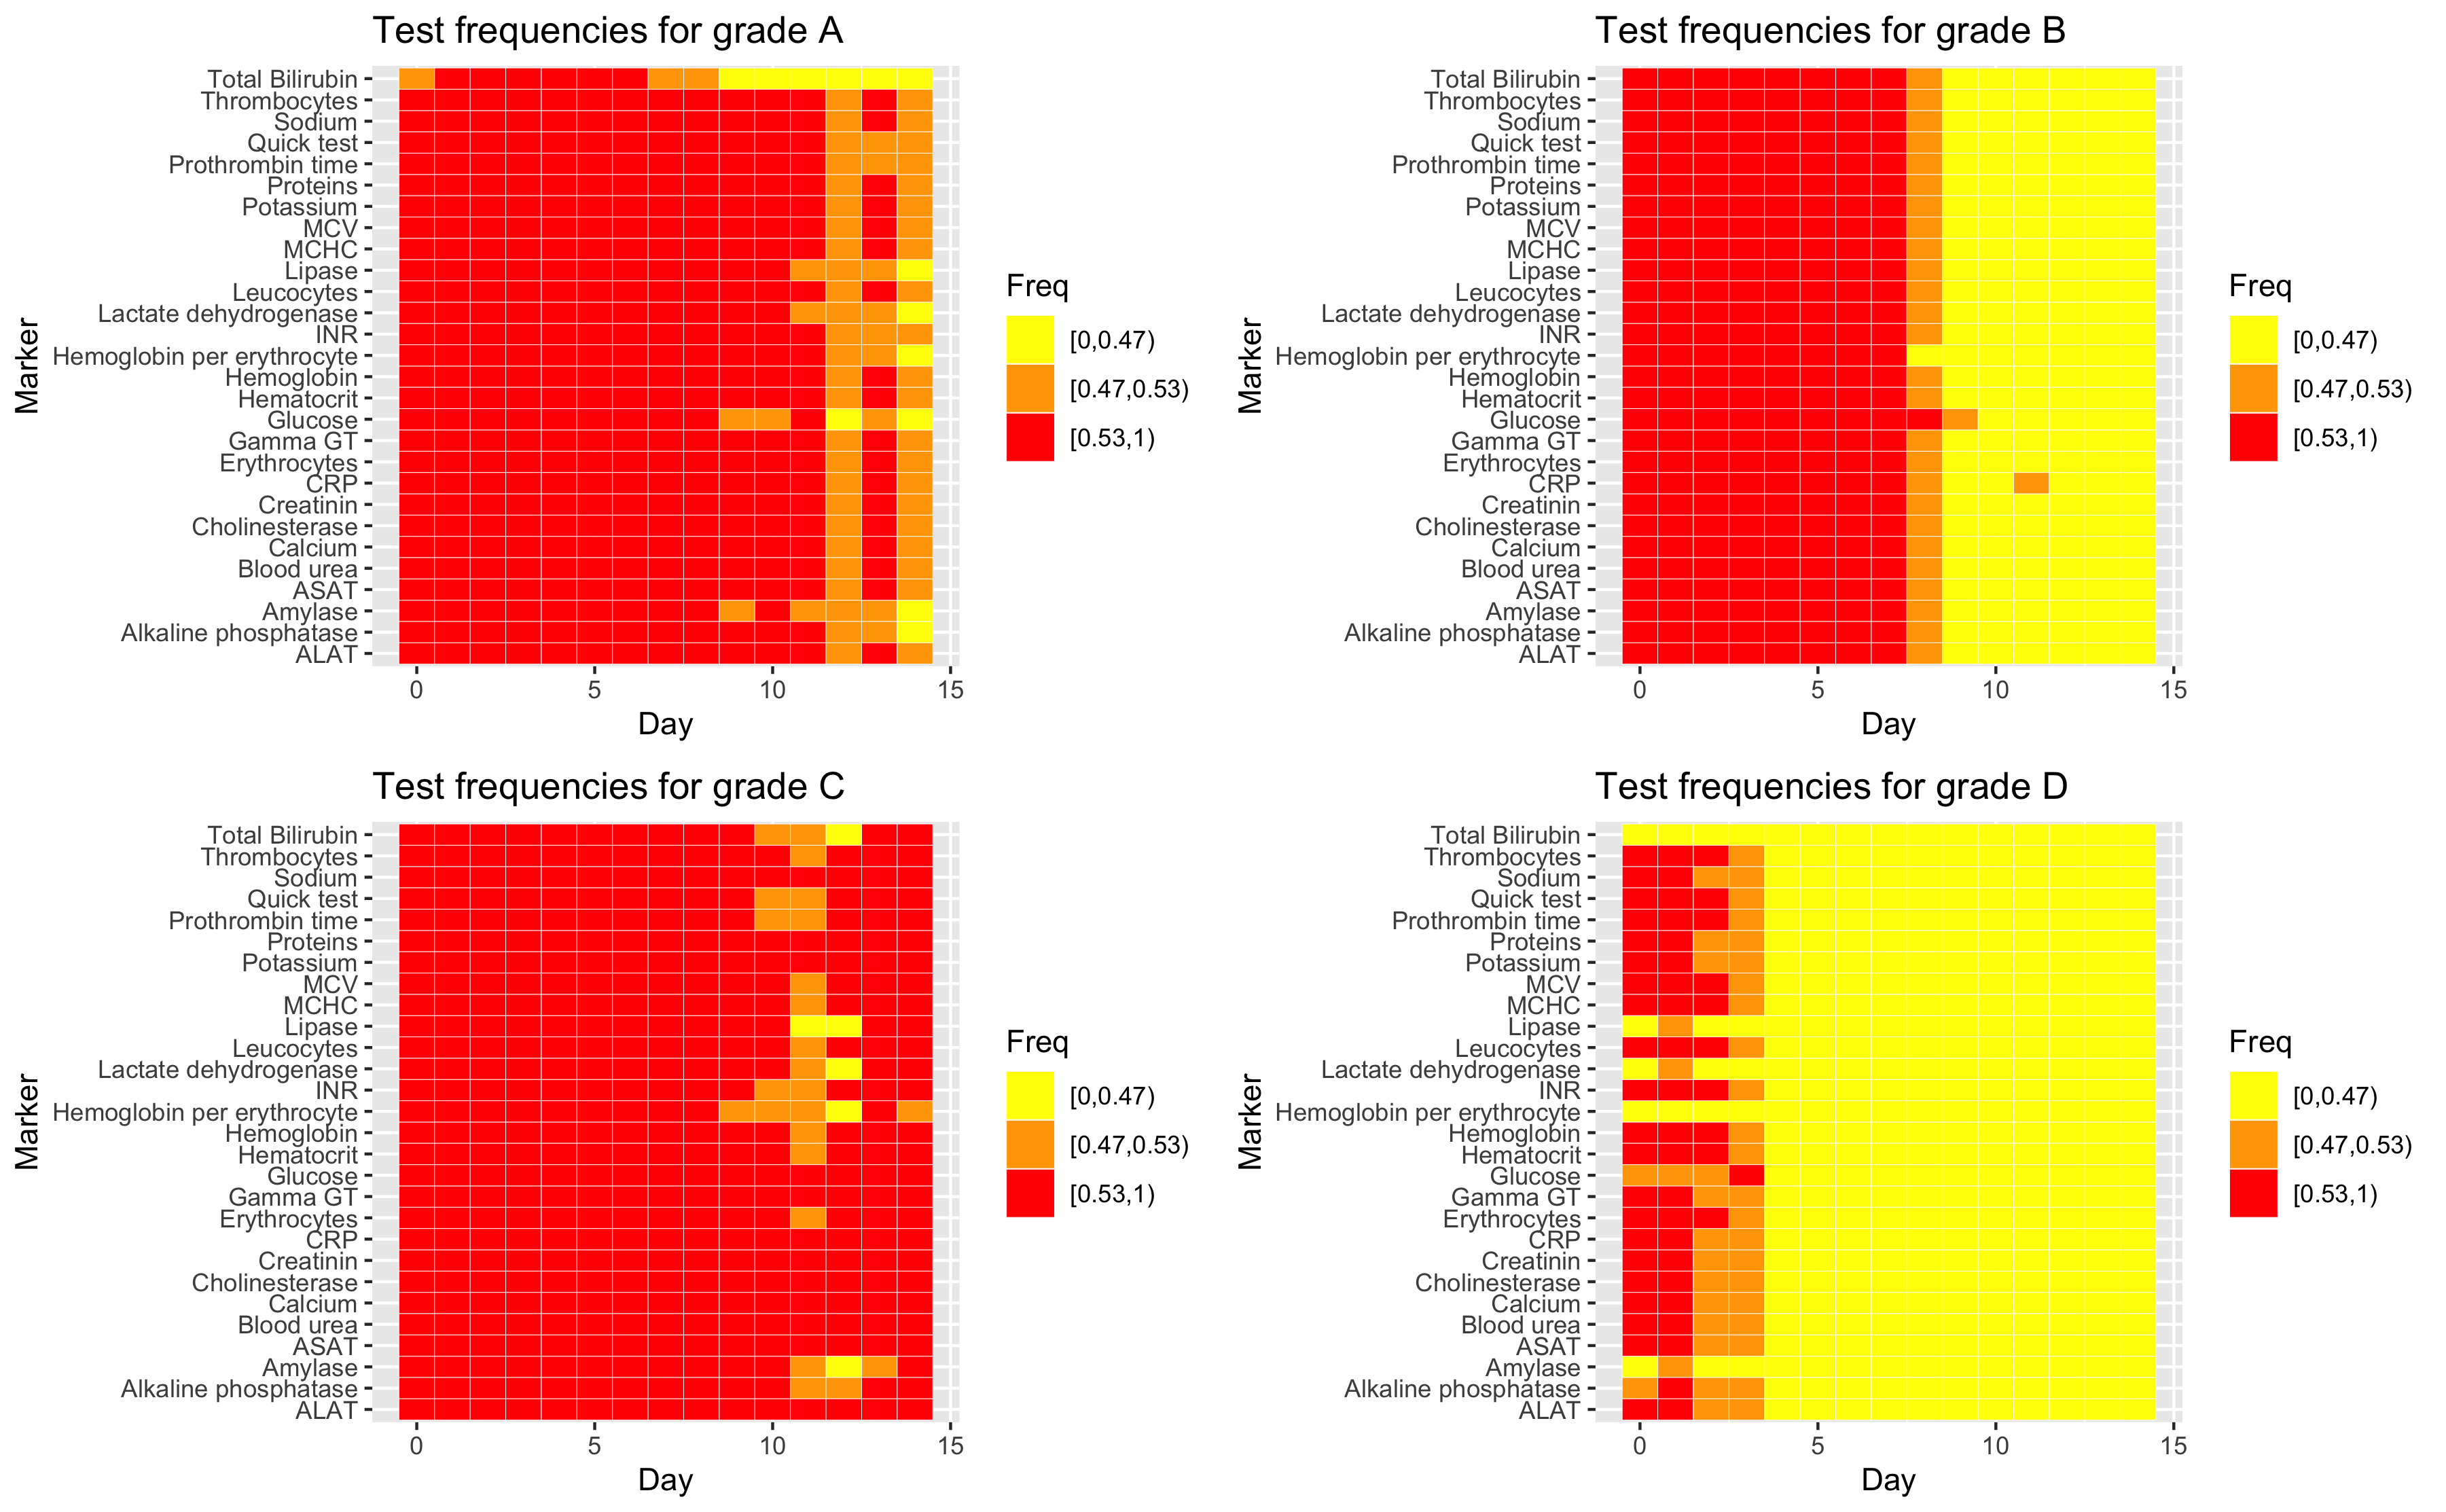 Test frequencies for grade A
Marker
Total Bilirubin
Thrombocytes
Sodium
Quick test
Prothrombin time
Proteins
Potassium
MCV
MCHC
Lipase
Leucocytes
Lactate dehydrogenase
INR
Hemoglobin per erythrocyte
Hemoglobin
Hematocrit
Glucose
Gamma GT
Erythrocytes
CRP
Creatinin
Cholinesterase
Calcium
Blood urea
ASAT
Amylase
Alkaline phosphatase
ALAT
0 5 10 15
Day
Freq
[0,0.47)
[0.47,0.53)
[0.53,1)
Test frequencies for grade B
Marker
Total Bilirubin
Thrombocytes
Sodium
Quick test
Prothrombin time
Proteins
Potassium
MCV
MCHC
Lipase
Leucocytes
Lactate dehydrogenase
INR
Hemoglobin per erythrocyte
Hemoglobin
Hematocrit
Glucose
Gamma GT
Erythrocytes
CRP
Creatinin
Cholinesterase
Calcium
Blood urea
ASAT
Amylase
Alkaline phosphatase
ALAT
0 5 10 15
Day
Freq
[0,0.47)
[0.47,0.53)
[0.53,1)
Test frequencies for grade C
Marker
Total Bilirubin
Thrombocytes
Sodium
Quick test
Prothrombin time
Proteins
Potassium
MCV
MCHC
Lipase
Leucocytes
Lactate dehydrogenase
INR
Hemoglobin per erythrocyte
Hemoglobin
Hematocrit
Glucose
Gamma GT
Erythrocytes
CRP
Creatinin
Cholinesterase
Calcium
Blood urea
ASAT
Amylase
Alkaline phosphatase
ALAT
0 5 10 15
Day
Freq
[0,0.47)
[0.47,0.53)
[0.53,1)
Test frequencies for grade D
Marker
Total Bilirubin
Thrombocytes
Sodium
Quick test
Prothrombin time
Proteins
Potassium
MCV
MCHC
Lipase
Leucocytes
Lactate dehydrogenase
INR
Hemoglobin per erythrocyte
Hemoglobin
Hematocrit
Glucose
Gamma GT
Erythrocytes
CRP
Creatinin
Cholinesterase
Calcium
Blood urea
ASAT
Amylase
Alkaline phosphatase
ALAT
0 5 10 15
Day
Freq
[0,0.47)
[0.47,0.53)
[0.53,1)